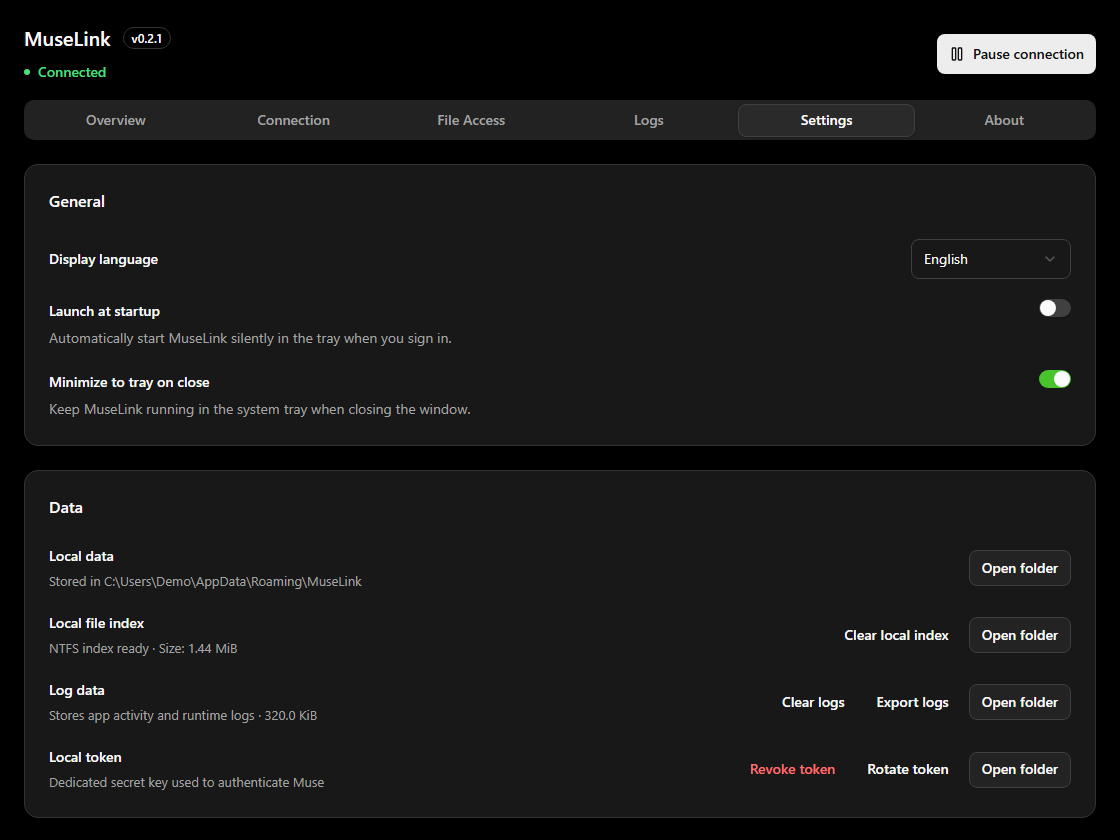 MuseLink v0.2.1
Connected
Pause connection
Overview Connection File Access Logs Settings About
General
Display language English
Launch at startup
Automatically start MuseLink silently in the tray when you sign in.
Minimize to tray on close
Keep MuseLink running in the system tray when closing the window.
Data
Local data
Stored in C:\Users\Demo\AppData\Roaming\MuseLink
Open folder
Local file index
NTFS index ready · Size: 1.44 MiB
Clear local index Open folder
Log data
Stores app activity and runtime logs · 320.0 KiB
Clear logs Export logs Open folder
Local token
Dedicated secret key used to authenticate Muse
Revoke token Rotate token Open folder